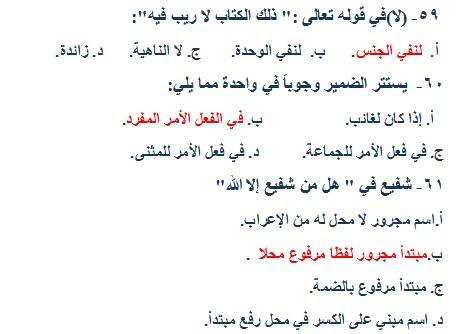 ٥٩- (لا)في قوله تعالى :" ذلك الكتاب لا ريب فيه":
أ. لنفي الجنس. ب. لنفي الوحدة. ج. لا الناهية. د. زاندة.
٦٠- يستتر الضمير وجوباً في واحدة مما يلي:
أ. إذا كان لغانب. ب. في الفعل الأمر المفرد.
ج. في فعل الأمر للجماعة. د. في فعل الأمر للمثنى.
٦١- شفيع في " هل من شفيع إلا الله"
أ.اسم مجرور لا محل له من الإعراب.
ب.مبتدأ مجرور لفظا مرفوع محلا .
ج. مبتدأ مرفوع بالضمة.
د. اسم مبني على الكسر في محل رفع مبتدأ.